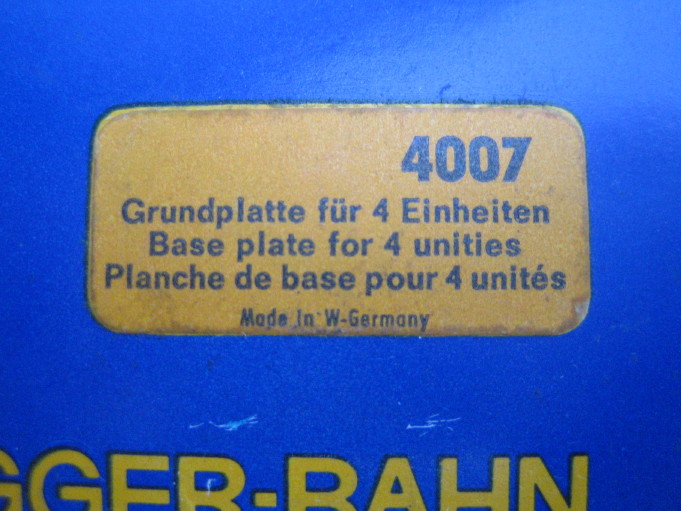 4007
Grundplatte für 4 Einheiten
Base plate for 4 unities
Planche de base pour 4 unités
Made In W-Germany
GGER-BAHN